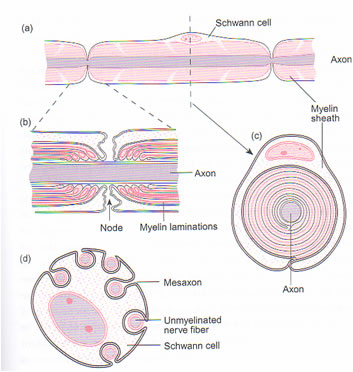 (a)
Schwann cell
Axon
Myelin
sheath
(b)
(c)
Axon
Node
Myelin laminations
Axon
(d)
Mesaxon
Unmyelinated
nerve fiber
Schwann cell